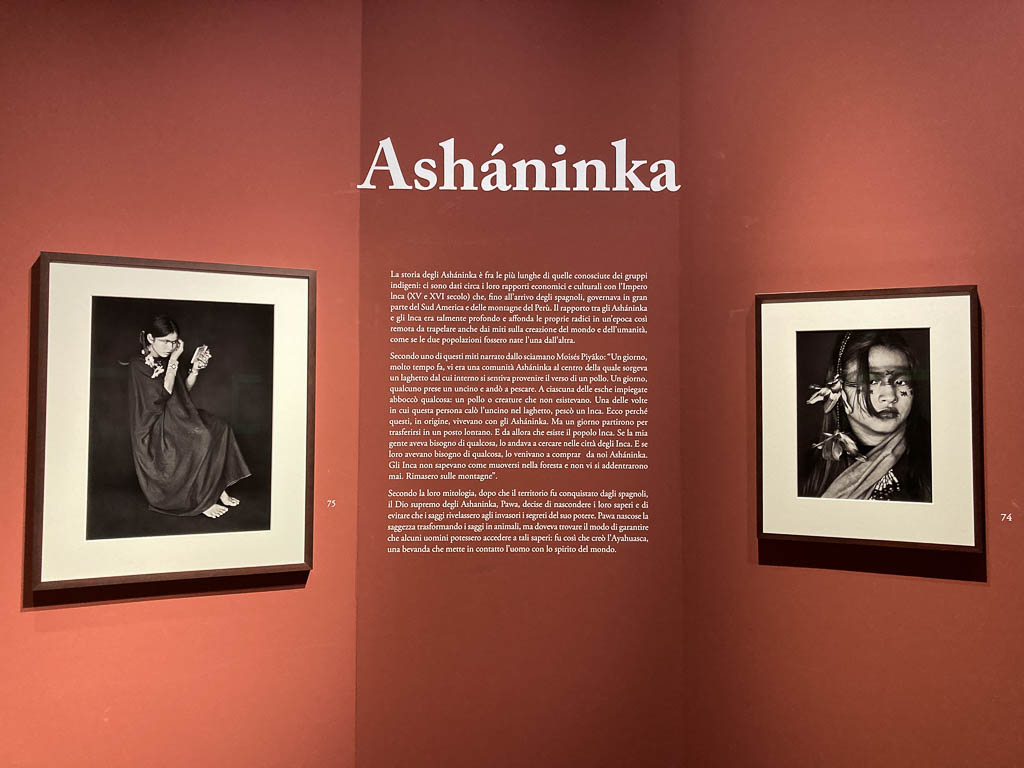 Asháninka
La storia degli Asháninka è fra le più lunghe di quelle conosciute dei gruppi
indigeni: ci sono dati circa i loro rapporti economici e culturali con l'Impero
Inca (XV e XVI secolo) che, fino all'arrivo degli spagnoli, governava in gran
parte del Sud America e delle montagne del Perù. Il rapporto tra gli Asháninka
e gli Inca era talmente profondo e affonda le proprie radici in un'epoca così
remota da trapelare anche dai miti sulla creazione del mondo e dell'umanità,
come se le due popolazioni fossero nate l'una dall'altra.
Secondo uno di questi miti narrato dallo sciamano Moisés Piyãko: “Un giorno,
molto tempo fa, vi era una comunità Asháninka al centro della quale sorgeva
un laghetto dal cui interno si sentiva provenire il verso di un pollo. Un giorno,
qualcuno prese un uncino e andò a pescare. A ciascuna delle esche impiegate
abboccò qualcosa: un pollo o creature che non esistevano. Una delle volte
in cui questa persona calò l'uncino nel laghetto, pescò un Inca. Ecco perché
questi, in origine, vivevano con gli Asháninka. Ma un giorno partirono per
trasferirsi in un posto lontano. E da allora che esiste il popolo Inca. Se la mia
gente aveva bisogno di qualcosa, lo andava a cercare nelle città degli Inca. E se
loro avevano bisogno di qualcosa, lo venivano a comprar da noi Asháninka.
Gli Inca non sapevano come muoversi nella foresta e non vi si addentrarono
mai. Rimasero sulle montagne”.
Secondo la loro mitologia, dopo che il territorio fu conquistato dagli spagnoli,
il Dio supremo degli Ashaninka, Pawa, decise di nascondere i loro saperi e di
evitare che i saggi rivelassero agli invasori i segreti del suo potere. Pawa nascose la
saggezza trasformando i saggi in animali, ma doveva trovare il modo di garantire
che alcuni uomini potessero accedere a tali saperi: fu così che creò l'Ayahuasca,
una bevanda che mette in contatto l'uomo con lo spirito del mondo.
75
74